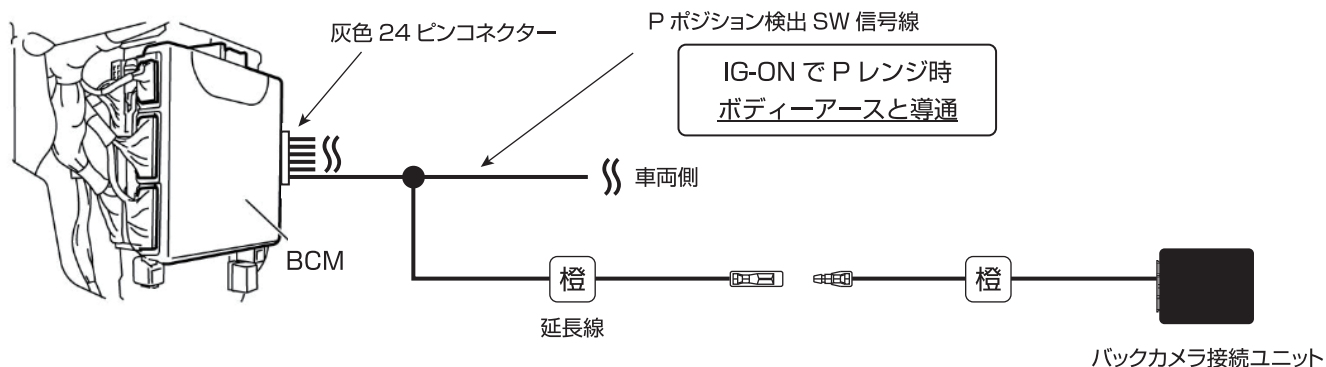 灰色 24 ピンコネクター
P ポジション検出 SW 信号線
IG-ON で P レンジ時
ボディーアースと導通
車両側
BCM
橙
橙
延長線
バックカメラ接続ユニット